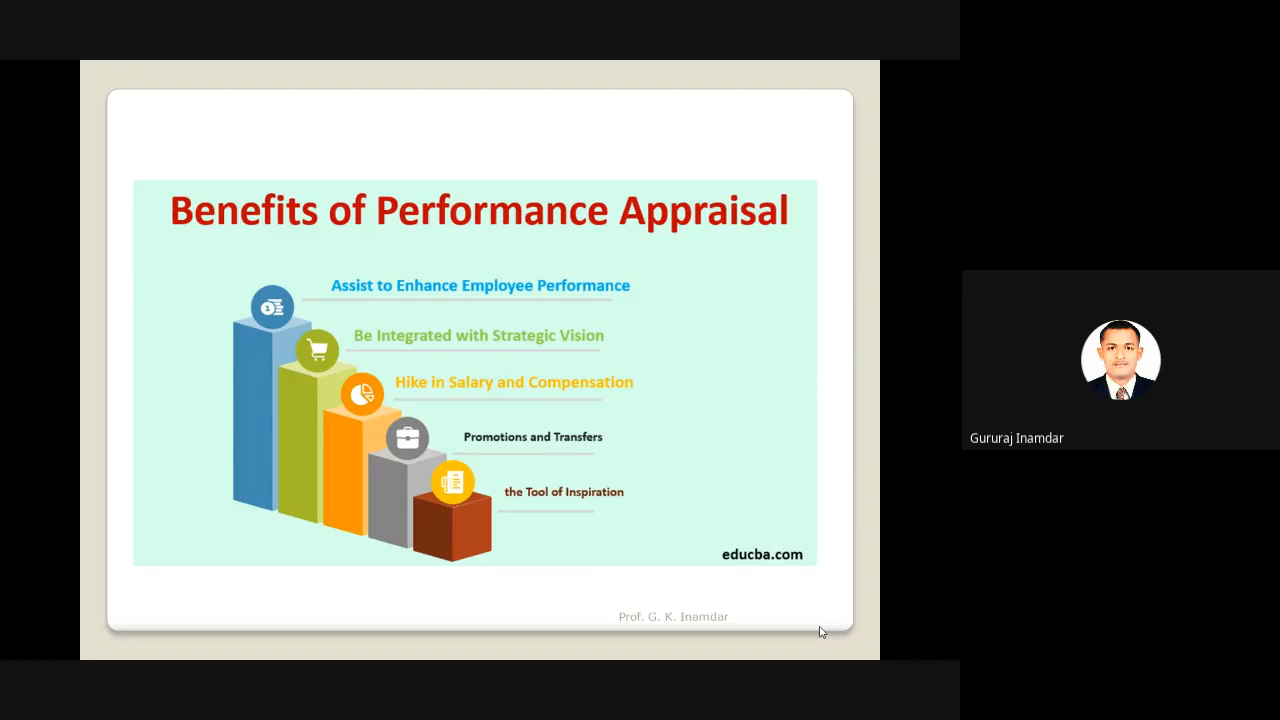 Benefits of Performance Appraisal
Assist to Enhance Employee Performance
Be Integrated with Strategic Vision
Hike in Salary and Compensation
Promotions and Transfers
the Tool of Inspiration
educba.com
Prof. G. K. Inamdar
Gururaj Inamdar